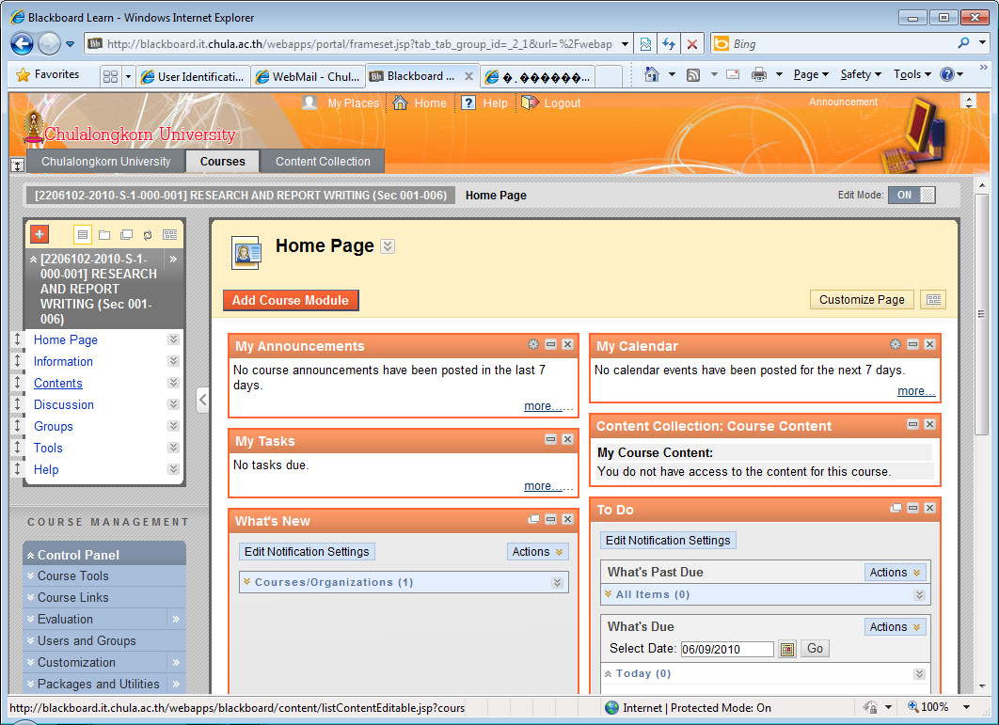 Blackboard Learn - Windows Internet Explorer
http://blackboard.it.chula.ac.th/webapps/portal/frameset.jsp?tab_tab_group_id=_2_1&url=%2Fwebap
Bing
Favorites
User Identificati...
WebMail - Chul...
Blackboard ...
�.������...
Page
Safety
Tools
My Places
Home
Help
Logout
Announcement
Chulalongkorn University
Chulalongkorn University
Courses
Content Collection
[2206102-2010-S-1-000-001] RESEARCH AND REPORT WRITING (Sec 001-006)
Home Page
Edit Mode:
ON
[2206102-2010-S-1-
000-001] RESEARCH
AND REPORT
WRITING (Sec 001-
006)
Home Page
Information
Contents
Discussion
Groups
Tools
Help
COURSE MANAGEMENT
Control Panel
Course Tools
Course Links
Evaluation
Users and Groups
Customization
Packages and Utilities
Home Page
Add Course Module
Customize Page
My Announcements
No course announcements have been posted in the last 7
days.
more......
My Tasks
No tasks due.
more......
What's New
Edit Notification Settings
Actions
Courses/Organizations (1)
My Calendar
No calendar events have been posted for the next 7 days.
more...
Content Collection: Course Content
My Course Content:
You do not have access to the content for this course.
To Do
Edit Notification Settings
What's Past Due
Actions
All Items (0)
What's Due
Actions
Select Date: 06/09/2010
Go
Today (0)
http://blackboard.it.chula.ac.th/webapps/blackboard/content/listContentEditable.jsp?cours
Internet | Protected Mode: On
100%